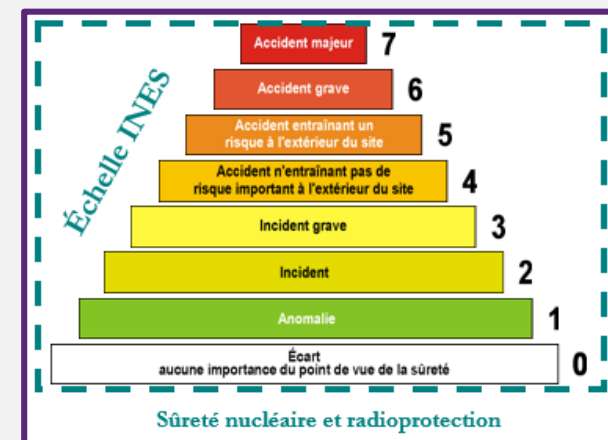 Échelle INES
Accident majeur 7
Accident grave 6
Accident entraînant un
risque à l'extérieur du site 5
Accident n'entraînant pas de
risque important à l'extérieur du site 4
Incident grave 3
Incident 2
Anomalie 1
Écart
aucune importance du point de vue de la sûreté 0
Sûreté nucléaire et radioprotection